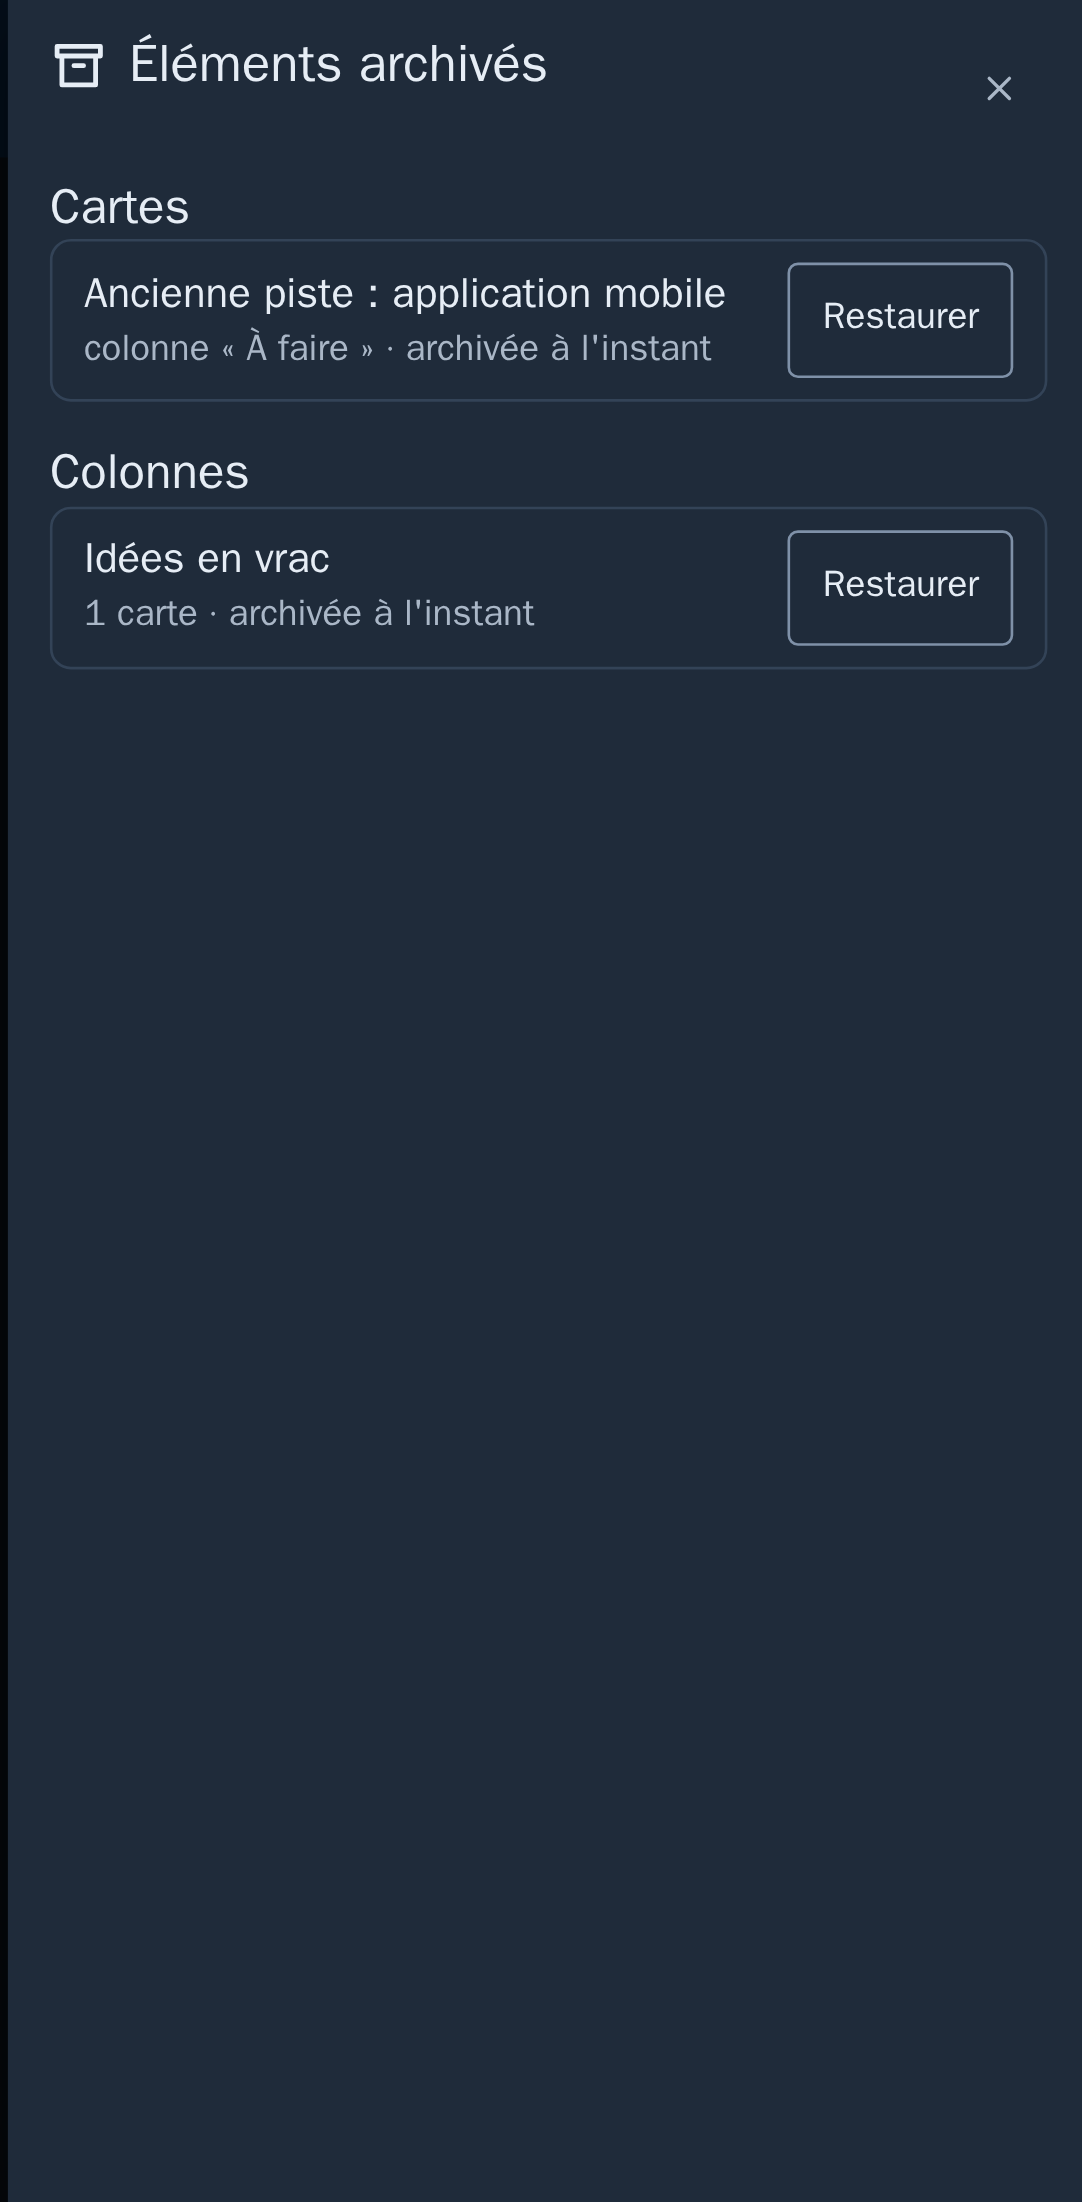 Éléments archivés
Cartes
Ancienne piste : application mobile
colonne « À faire » · archivée à l'instant
Restaurer
Colonnes
Idées en vrac
1 carte · archivée à l'instant
Restaurer